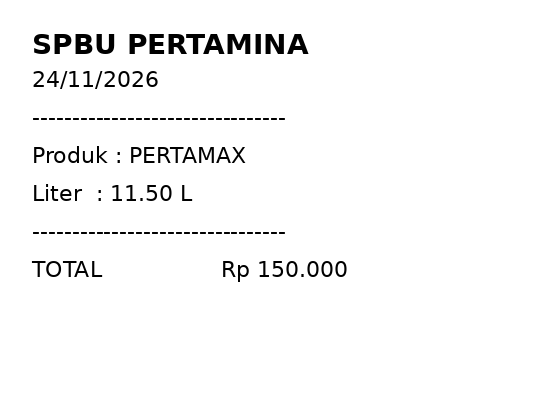 SPBU PERTAMINA
24/11/2026
--------------------------------
Produk : PERTAMAX
Liter  : 11.50 L
--------------------------------
TOTAL                 Rp 150.000